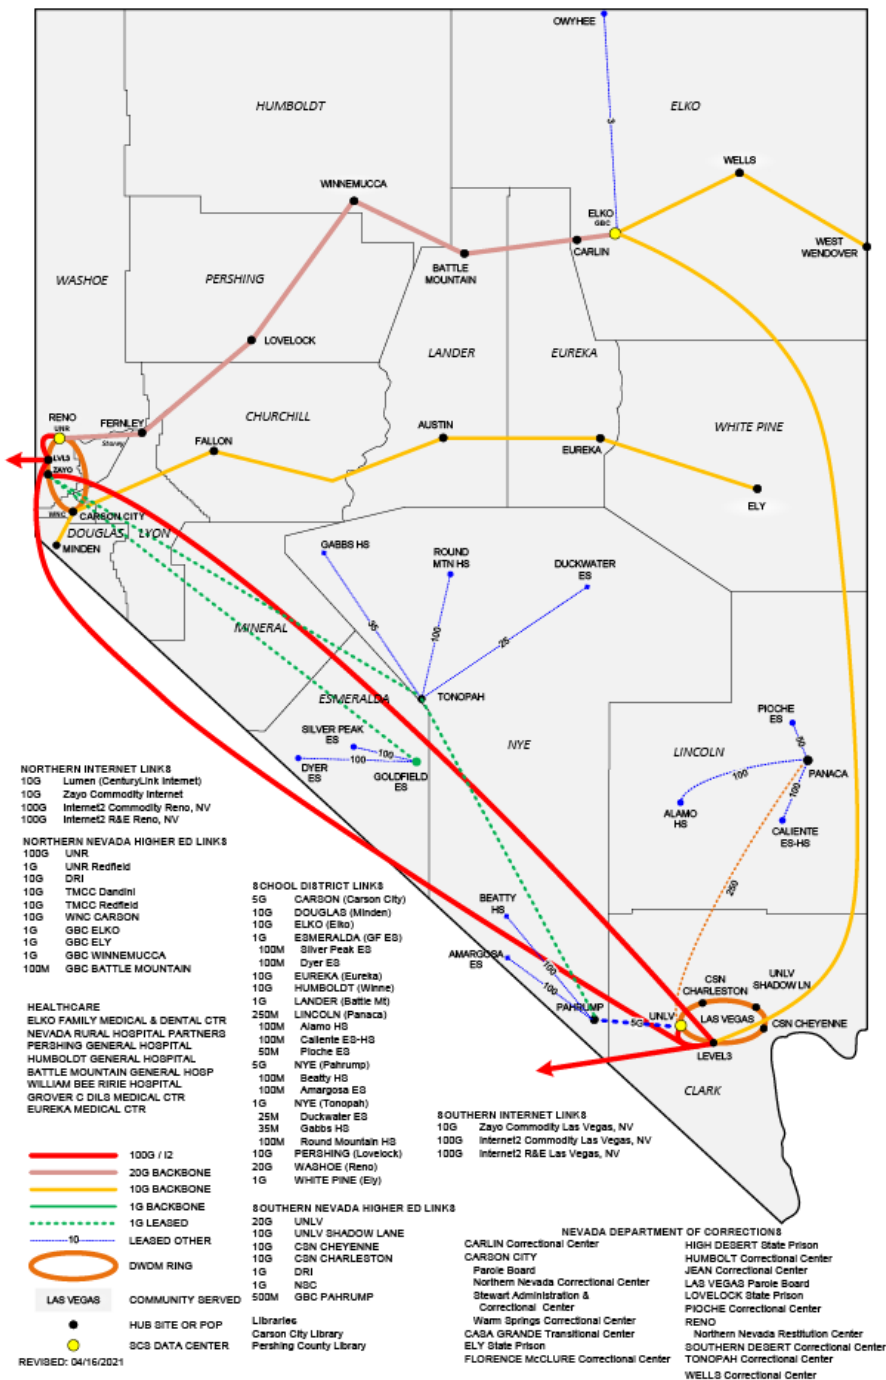 OWYHEE
HUMBOLDT
ELKO
3
WELLS
WINNEMUCCA
ELKO
GBC
CARLIN
WEST
WENDOVER
BATTLE
MOUNTAIN
WASHOE
PERSHING
LOVELOCK
LANDER
EUREKA
RENO
UNR
FERNLEY
Storey
CHURCHILL
AUSTIN
WHITE PINE
FALLON
EUREKA
LVL3
ZAYO
ELY
WNC
CARSON CITY
DOUGLAS
LYON
MINDEN
GABBS HS
ROUND
MTN HS
DUCKWATER
ES
35
100
25
MINERAL
ESMERALDA
TONOPAH
SILVER PEAK
ES
100
100
DYER
ES
GOLDFIELD
ES
NYE
PIOCHE
ES
50
LINCOLN
PANACA
100
100
ALAMO
HS
CALIENTE
ES-HS
250
BEATTY
HS
AMARGOSA
ES
100
100
PAHRUMP
5G
UNLV
CSN
CHARLESTON
UNLV
SHADOW LN
LAS VEGAS
CSN CHEYENNE
LEVEL3
CLARK
NORTHERN INTERNET LINKS
10G Lumen (CenturyLink Internet)
10G Zayo Commodity Internet
100G Internet2 Commodity Reno, NV
100G Internet2 R&E Reno, NV
NORTHERN NEVADA HIGHER ED LINKS
100G UNR
1G UNR Redfield
10G DRI
10G TMCC Dandini
10G TMCC Redfield
10G WNC CARSON
1G GBC ELKO
1G GBC ELY
1G GBC WINNEMUCCA
100M GBC BATTLE MOUNTAIN
HEALTHCARE
ELKO FAMILY MEDICAL & DENTAL CTR
NEVADA RURAL HOSPITAL PARTNERS
PERSHING GENERAL HOSPITAL
HUMBOLDT GENERAL HOSPITAL
BATTLE MOUNTAIN GENERAL HOSP
WILLIAM BEE RIRIE HOSPITAL
GROVER C DILS MEDICAL CTR
EUREKA MEDICAL CTR
SCHOOL DISTRICT LINKS
5G CARSON (Carson City)
10G DOUGLAS (Minden)
10G ELKO (Elko)
1G ESMERALDA (GF ES)
100M Silver Peak ES
100M Dyer ES
10G EUREKA (Eureka)
10G HUMBOLDT (Winne)
1G LANDER (Battle Mt)
250M LINCOLN (Panaca)
100M Alamo HS
100M Caliente ES-HS
50M Pioche ES
5G NYE (Pahrump)
100M Beatty HS
100M Amargosa ES
1G NYE (Tonopah)
25M Duckwater ES
35M Gabbs HS
100M Round Mountain HS
10G PERSHING (Lovelock)
20G WASHOE (Reno)
1G WHITE PINE (Ely)
SOUTHERN NEVADA HIGHER ED LINKS
20G UNLV
10G UNLV SHADOW LANE
10G CSN CHEYENNE
10G CSN CHARLESTON
1G DRI
1G NSC
500M GBC PAHRUMP
Libraries
Carson City Library
Pershing County Library
SOUTHERN INTERNET LINKS
10G Zayo Commodity Las Vegas, NV
100G Internet2 Commodity Las Vegas, NV
100G Internet2 R&E Las Vegas, NV
NEVADA DEPARTMENT OF CORRECTIONS
CARLIN Correctional Center
CARSON CITY
Parole Board
Northern Nevada Correctional Center
Stewart Administration &
Correctional Center
Warm Springs Correctional Center
CASA GRANDE Transitional Center
ELY State Prison
FLORENCE McCLURE Correctional Center
HIGH DESERT State Prison
HUMBOLT Correctional Center
JEAN Correctional Center
LAS VEGAS Parole Board
LOVELOCK State Prison
PIOCHE Correctional Center
RENO
Northern Nevada Restitution Center
SOUTHERN DESERT Correctional Center
TONOPAH Correctional Center
WELLS Correctional Center
100G / I2
20G BACKBONE
10G BACKBONE
1G BACKBONE
1G LEASED
10 LEASED OTHER
DWDM RING
LAS VEGAS COMMUNITY SERVED
HUB SITE OR POP
SCS DATA CENTER
REVISED: 04/16/2021